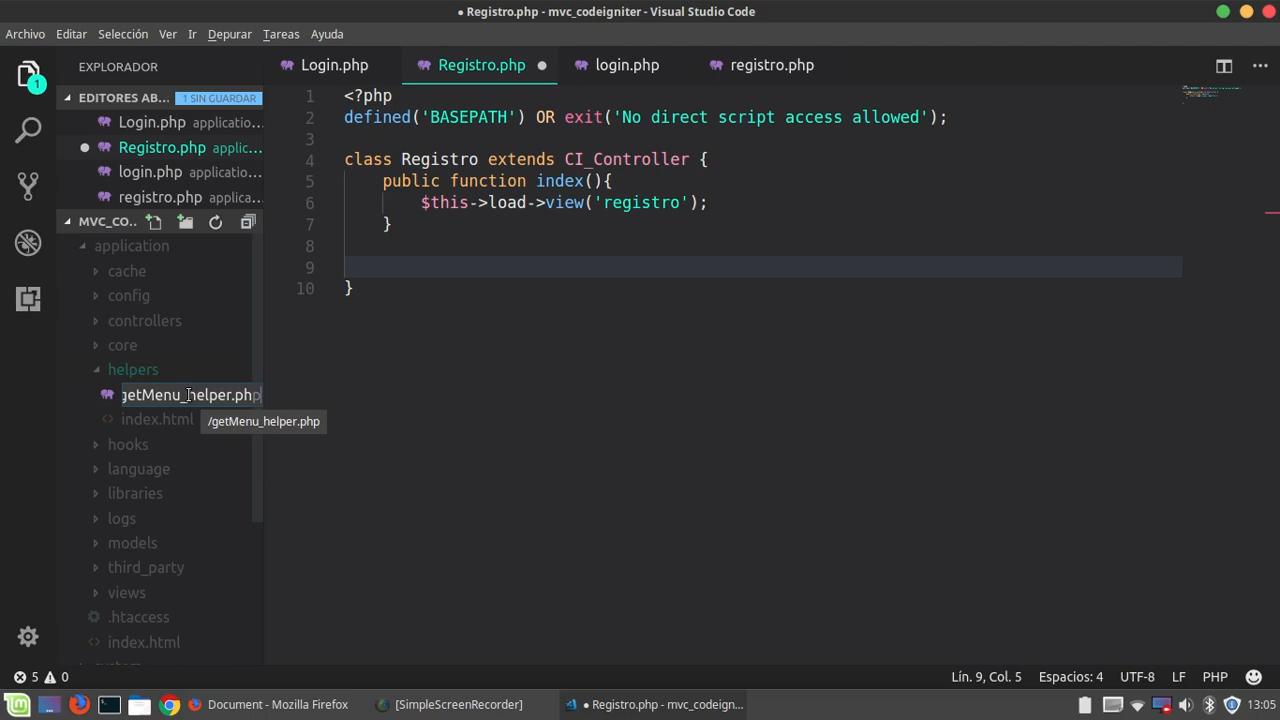 ● Registro.php - mvc_codeigniter - Visual Studio Code
Archivo Editar Selección Ver Ir Depurar Tareas Ayuda
EXPLORADOR
Login.php Registro.php login.php registro.php
EDITORES AB... 1 SIN GUARDAR
Login.php applicatio...
Registro.php applic...
login.php applicatio...
registro.php applica...
MVC_CO..
application
cache
config
controllers
core
helpers
getMenu_helper.php
index.html
/getMenu_helper.php
hooks
language
libraries
logs
models
third_party
views
.htaccess
index.html
1 <?php
2 defined('BASEPATH') OR exit('No direct script access allowed');
3
4 class Registro extends CI_Controller {
5 public function index(){
6 $this->load->view('registro');
7 }
8
9
10 }
1
5 0
Lín. 9, Col. 5 Espacios: 4 UTF-8 LF PHP
Document - Mozilla Firefox [SimpleScreenRecorder] ● Registro.php - mvc_codeign... 13:05